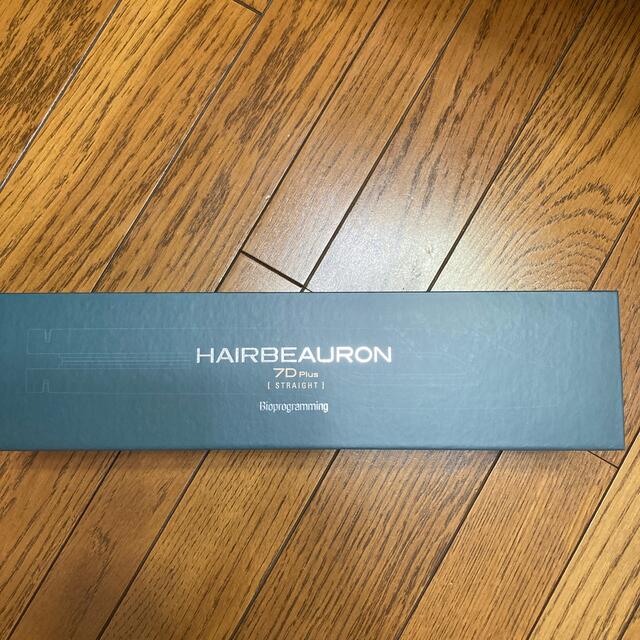 HAIRBEAURON
7D Plus
[ STRAIGHT ]
Bioprogramming